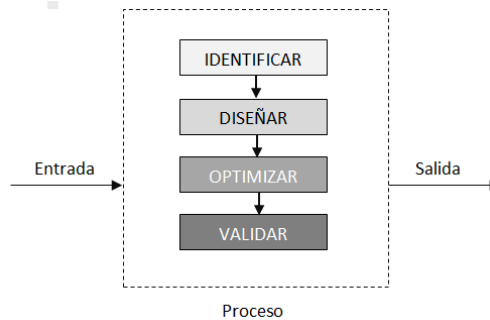 IDENTIFICAR
DISEÑAR
Entrada
OPTIMIZAR
Salida
VALIDAR
Proceso